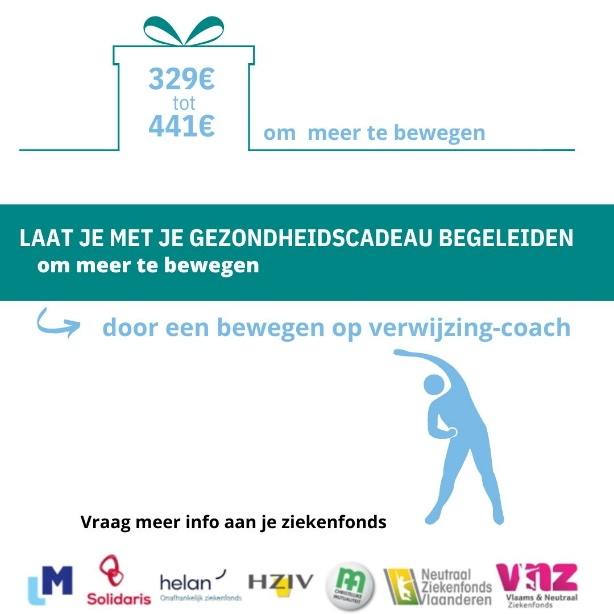 329€
tot
441€
om meer te bewegen
LAAT JE MET JE GEZONDHEIDSCADEAU BEGELEIDEN
om meer te bewegen
door een bewegen op verwijzing-coach
Vraag meer info aan je ziekenfonds
LM
Solidaris
helan
Onafhankelijk ziekenfonds
HZIV
CHRISTELIJKE
MUTUALITEIT
Neutraal
Ziekenfonds
Vlaanderen
vnz
Vlaams & Neutraal
Ziekenfonds